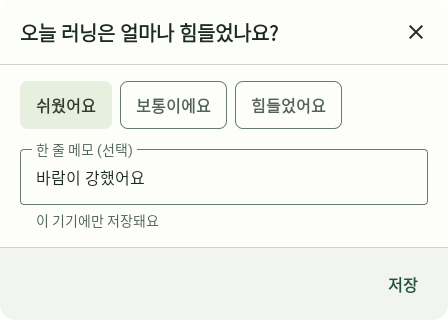 오늘 러닝은 얼마나 힘들었나요?
쉬웠어요 보통이에요 힘들었어요
한 줄 메모 (선택)
바람이 강했어요
이 기기에만 저장돼요
저장